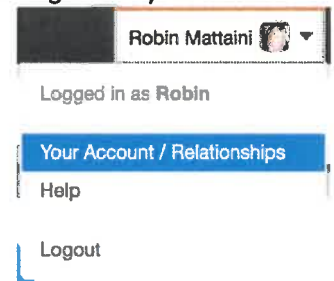 Robin Mattaini
Logged in as Robin
Your Account / Relationships
Help
Logout